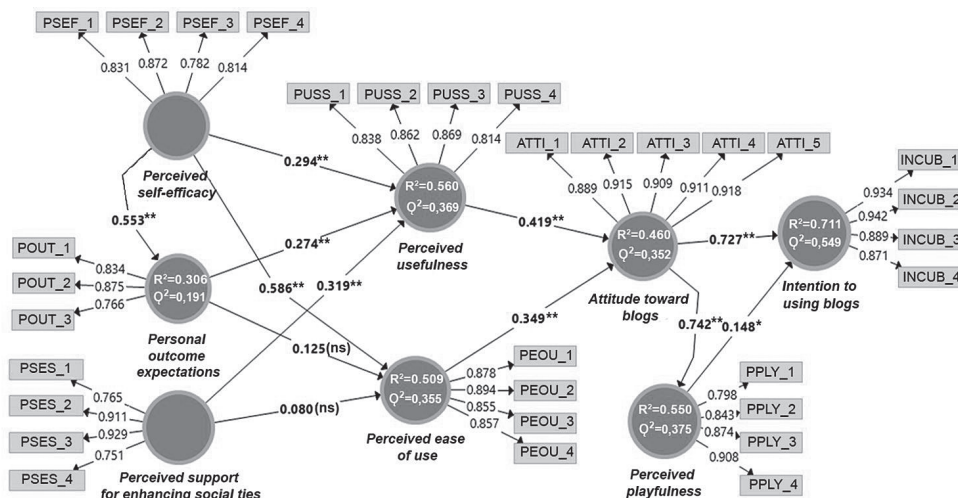 PSEF_1 PSEF_2 PSEF_3 PSEF_4
0.831 0.872 0.782 0.814
Perceived
self-efficacy
PUSS_1 PUSS_2 PUSS_3 PUSS_4
0.838 0.862 0.869 0.814
R²=0.560
Q²=0,369
Perceived
usefulness
ATTI_1 ATTI_2 ATTI_3 ATTI_4 ATTI_5
0.889 0.915 0.909 0.911 0.918
R²=0.460
Q²=0,352
Attitude toward
blogs
INCUB_1
INCUB_2
INCUB_3
INCUB_4
0.934
0.942
0.889
0.871
R²=0.711
Q²=0,549
Intention to
using blogs
0.294**
0.553**
0.274**
0.586**
0.319**
0.419**
0.727**
0.349**
0.742**
0.148*
0.125(ns)
0.080(ns)
POUT_1
POUT_2
POUT_3
0.834
0.875
0.766
R²=0.306
Q²=0,191
Personal
outcome
expectations
PSES_1
PSES_2
PSES_3
PSES_4
0.765
0.911
0.929
0.751
Perceived support
for enhancing social ties
R²=0.509
Q²=0,355
Perceived ease
of use
0.878
0.894
0.855
0.857
PEOU_1
PEOU_2
PEOU_3
PEOU_4
R²=0.550
Q²=0,375
Perceived
playfulness
0.798
0.843
0.874
0.908
PPLY_1
PPLY_2
PPLY_3
PPLY_4